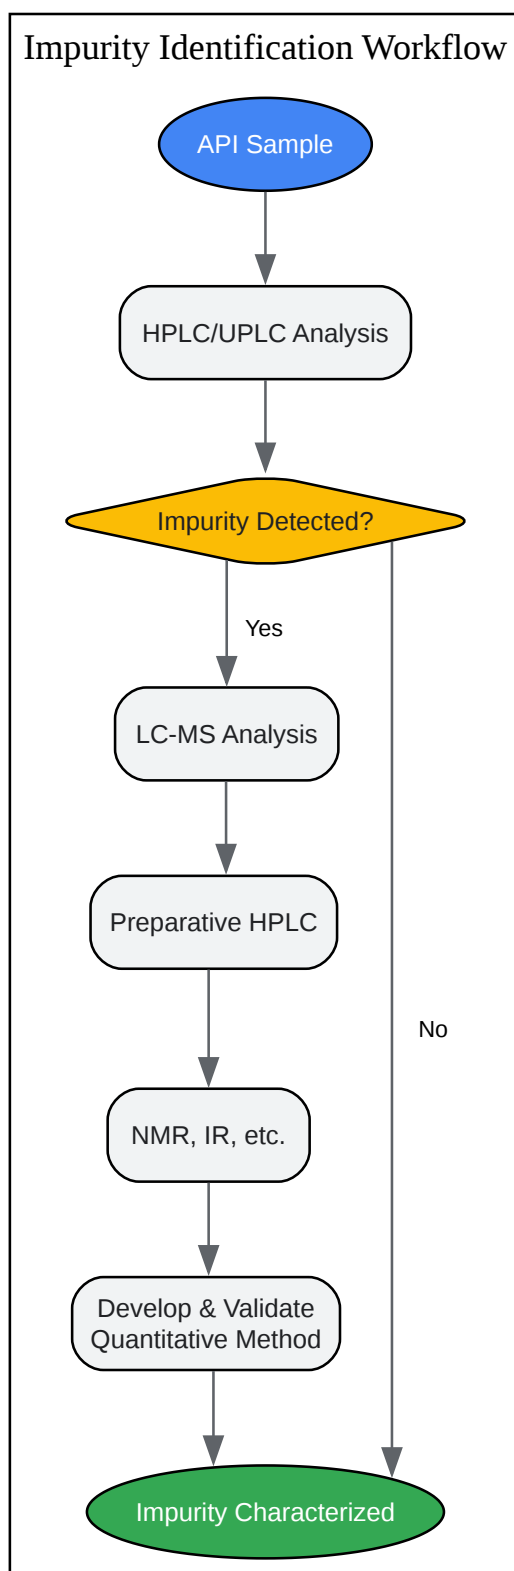 Impurity Identification Workflow
API Sample
HPLC/UPLC Analysis
Impurity Detected?
Yes
LC-MS Analysis
Preparative HPLC
No
NMR, IR, etc.
Develop & Validate
Quantitative Method
Impurity Characterized